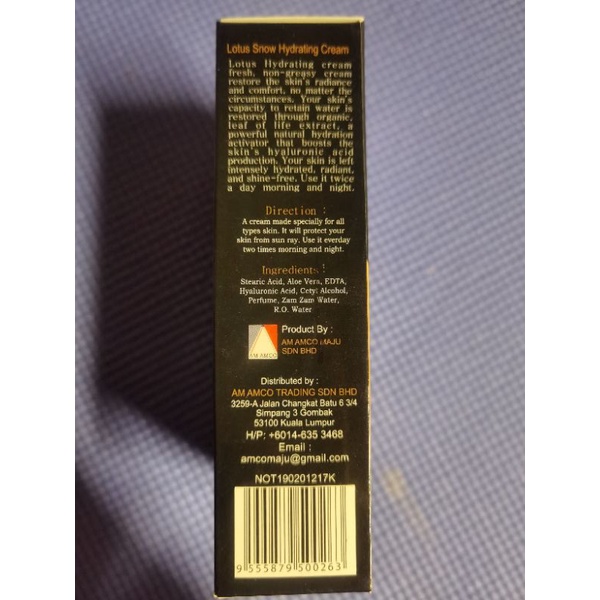 Lotus Snow Hydrating Cream
Lotus Hydrating cream
fresh, non-greasy cream
restore the skin's radiance
and comfort, no matter the
circumstances. Your skin's
capacity to retain water is
restored through organic,
leaf of life extract, a
powerful natural hydration
activator that boosts the
skin's hyaluronic acid
production. Your skin is left
intensely hydrated, radiant,
and shine-free. Use it twice
a day morning and night.
Direction :
A cream made specially for all
types skin. It will protect your
skin from sun ray. Use it everday
two times morning and night.
Ingredients :
Stearic Acid, Aloe Vera, EDTA,
Hyaluronic Acid, Cetyl Alcohol,
Perfume, Zam Zam Water,
R.O. Water
AM AMCO
Product By :
AM AMCO MAJU
SDN BHD
Distributed by :
AM AMCO TRADING SDN BHD
3259-A Jalan Changkat Batu 6 3/4
Simpang 3 Gombak
53100 Kuala Lumpur
H/P: +6014-635 3468
Email :
amcomaju@gmail.com
NOT190201217K
9 555879 500263